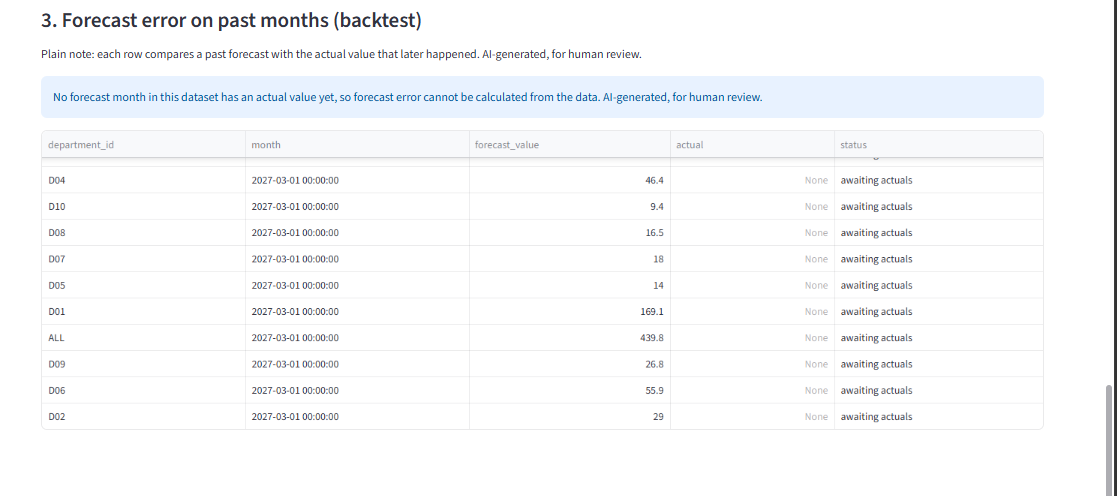 3. Forecast error on past months (backtest)
Plain note: each row compares a past forecast with the actual value that later happened. AI-generated, for human review.
No forecast month in this dataset has an actual value yet, so forecast error cannot be calculated from the data. AI-generated, for human review.
department_id month forecast_value actual status
D04 2027-03-01 00:00:00 46.4 None awaiting actuals
D10 2027-03-01 00:00:00 9.4 None awaiting actuals
D08 2027-03-01 00:00:00 16.5 None awaiting actuals
D07 2027-03-01 00:00:00 18 None awaiting actuals
D05 2027-03-01 00:00:00 14 None awaiting actuals
D01 2027-03-01 00:00:00 169.1 None awaiting actuals
ALL 2027-03-01 00:00:00 439.8 None awaiting actuals
D09 2027-03-01 00:00:00 26.8 None awaiting actuals
D06 2027-03-01 00:00:00 55.9 None awaiting actuals
D02 2027-03-01 00:00:00 29 None awaiting actuals